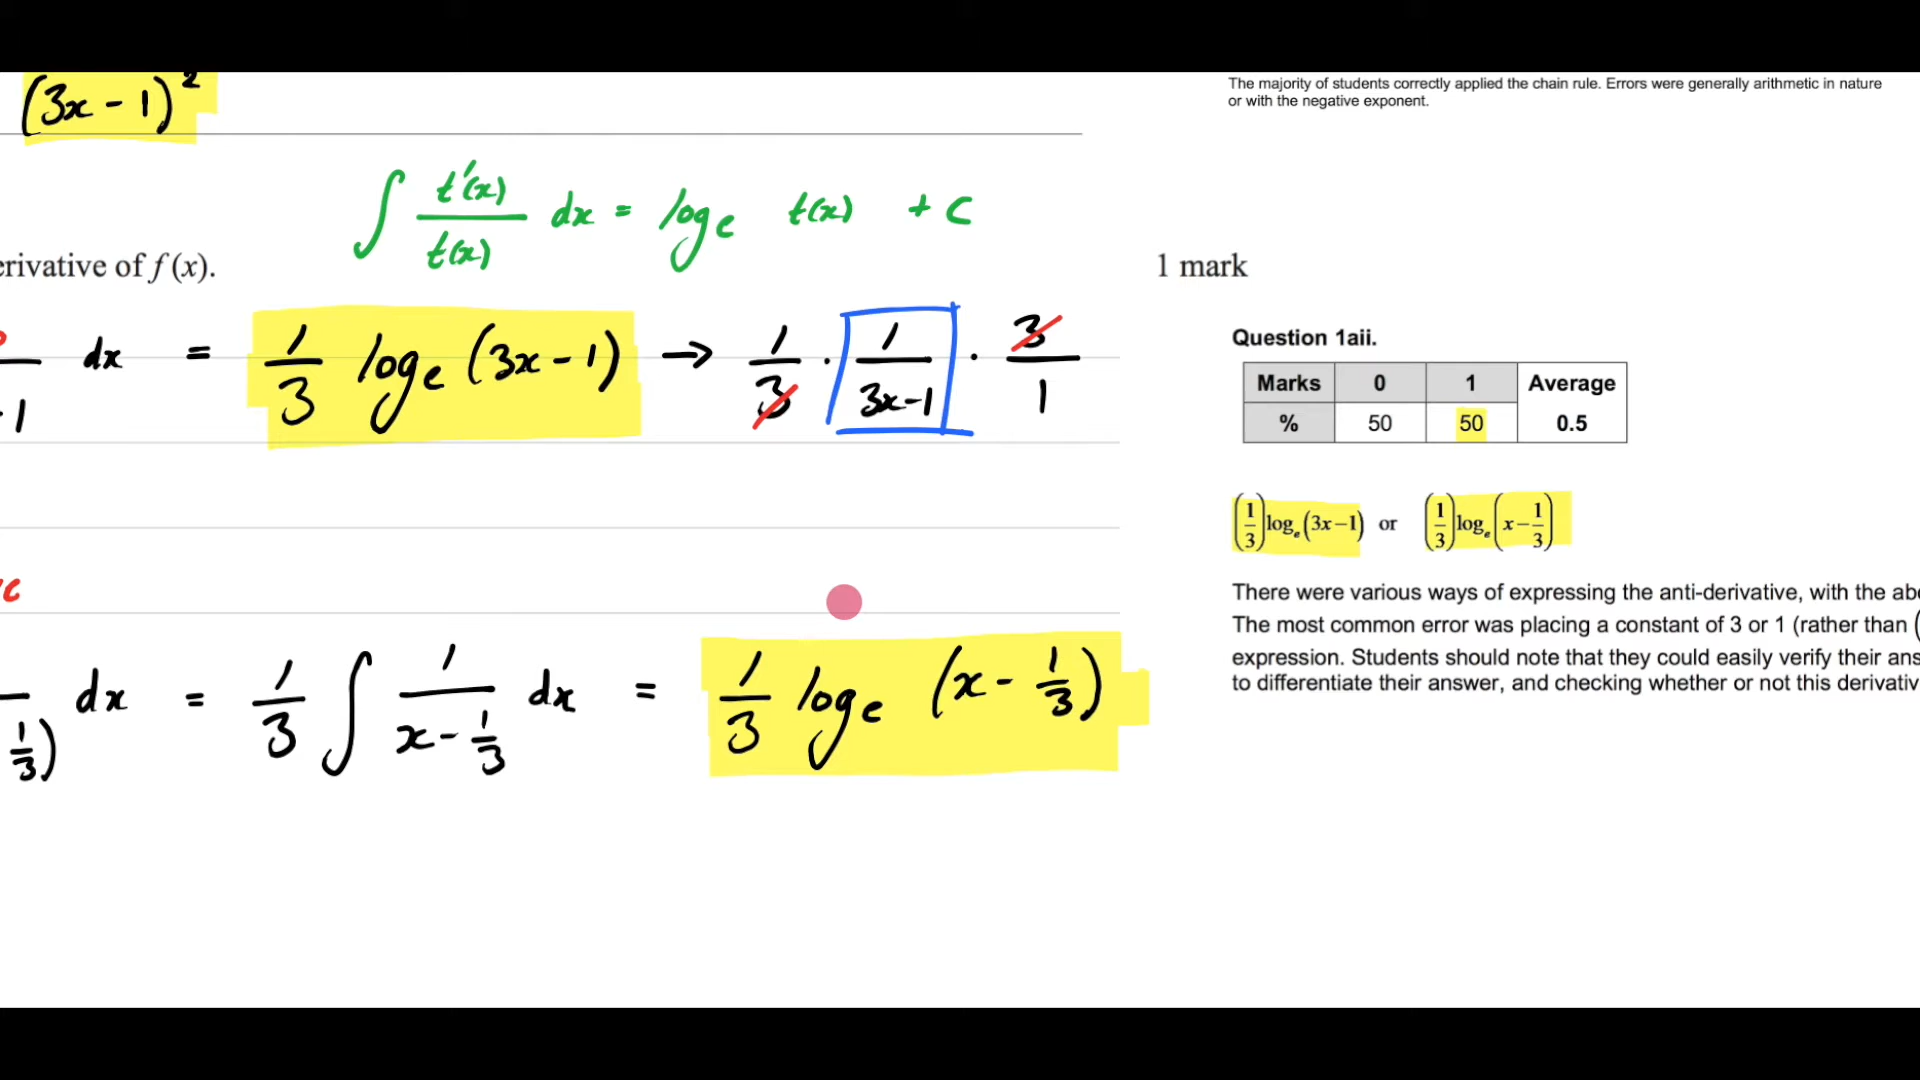 (3x - 1)²
The majority of students correctly applied the chain rule. Errors were generally arithmetic in nature
or with the negative exponent.
∫ t'(x)/t(x) dx = logₑ t(x) + c
erivative of f(x).
1 mark
dx = 1/3 logₑ (3x - 1) → 1/3 · 1/3x-1 · 3/1
-1
Question 1aii.
Marks 0 1 Average
% 50 50 0.5
(1/3)logₑ(3x−1) or (1/3)logₑ(x−1/3)
There were various ways of expressing the anti-derivative, with the
The most common error was placing a constant of 3 or 1 (rather than (
expression. Students should note that they could easily verify their
to differentiate their answer, and checking whether or not this
1/3) dx = 1/3 ∫ 1/x-1/3 dx = 1/3 logₑ (x - 1/3)